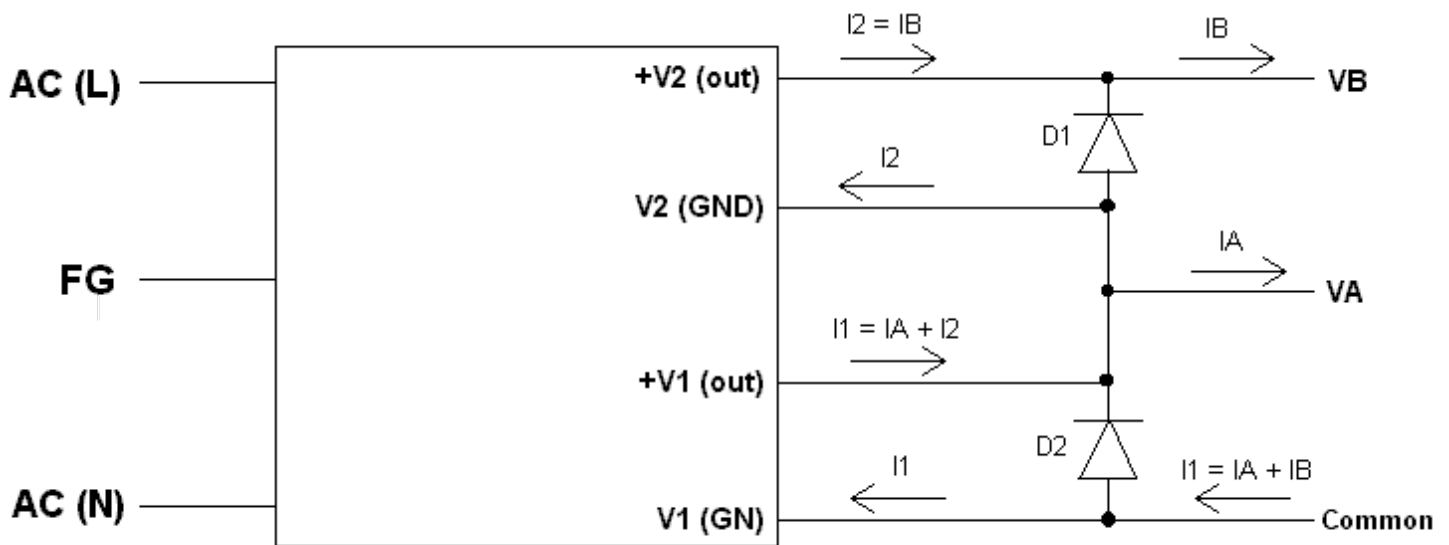 I2 = IB
IB
AC (L)
+V2 (out)
VB
D1
I2
V2 (GND)
IA
FG
VA
I1 = IA + I2
+V1 (out)
D2
I1
I1 = IA + IB
AC (N)
V1 (GN)
Common